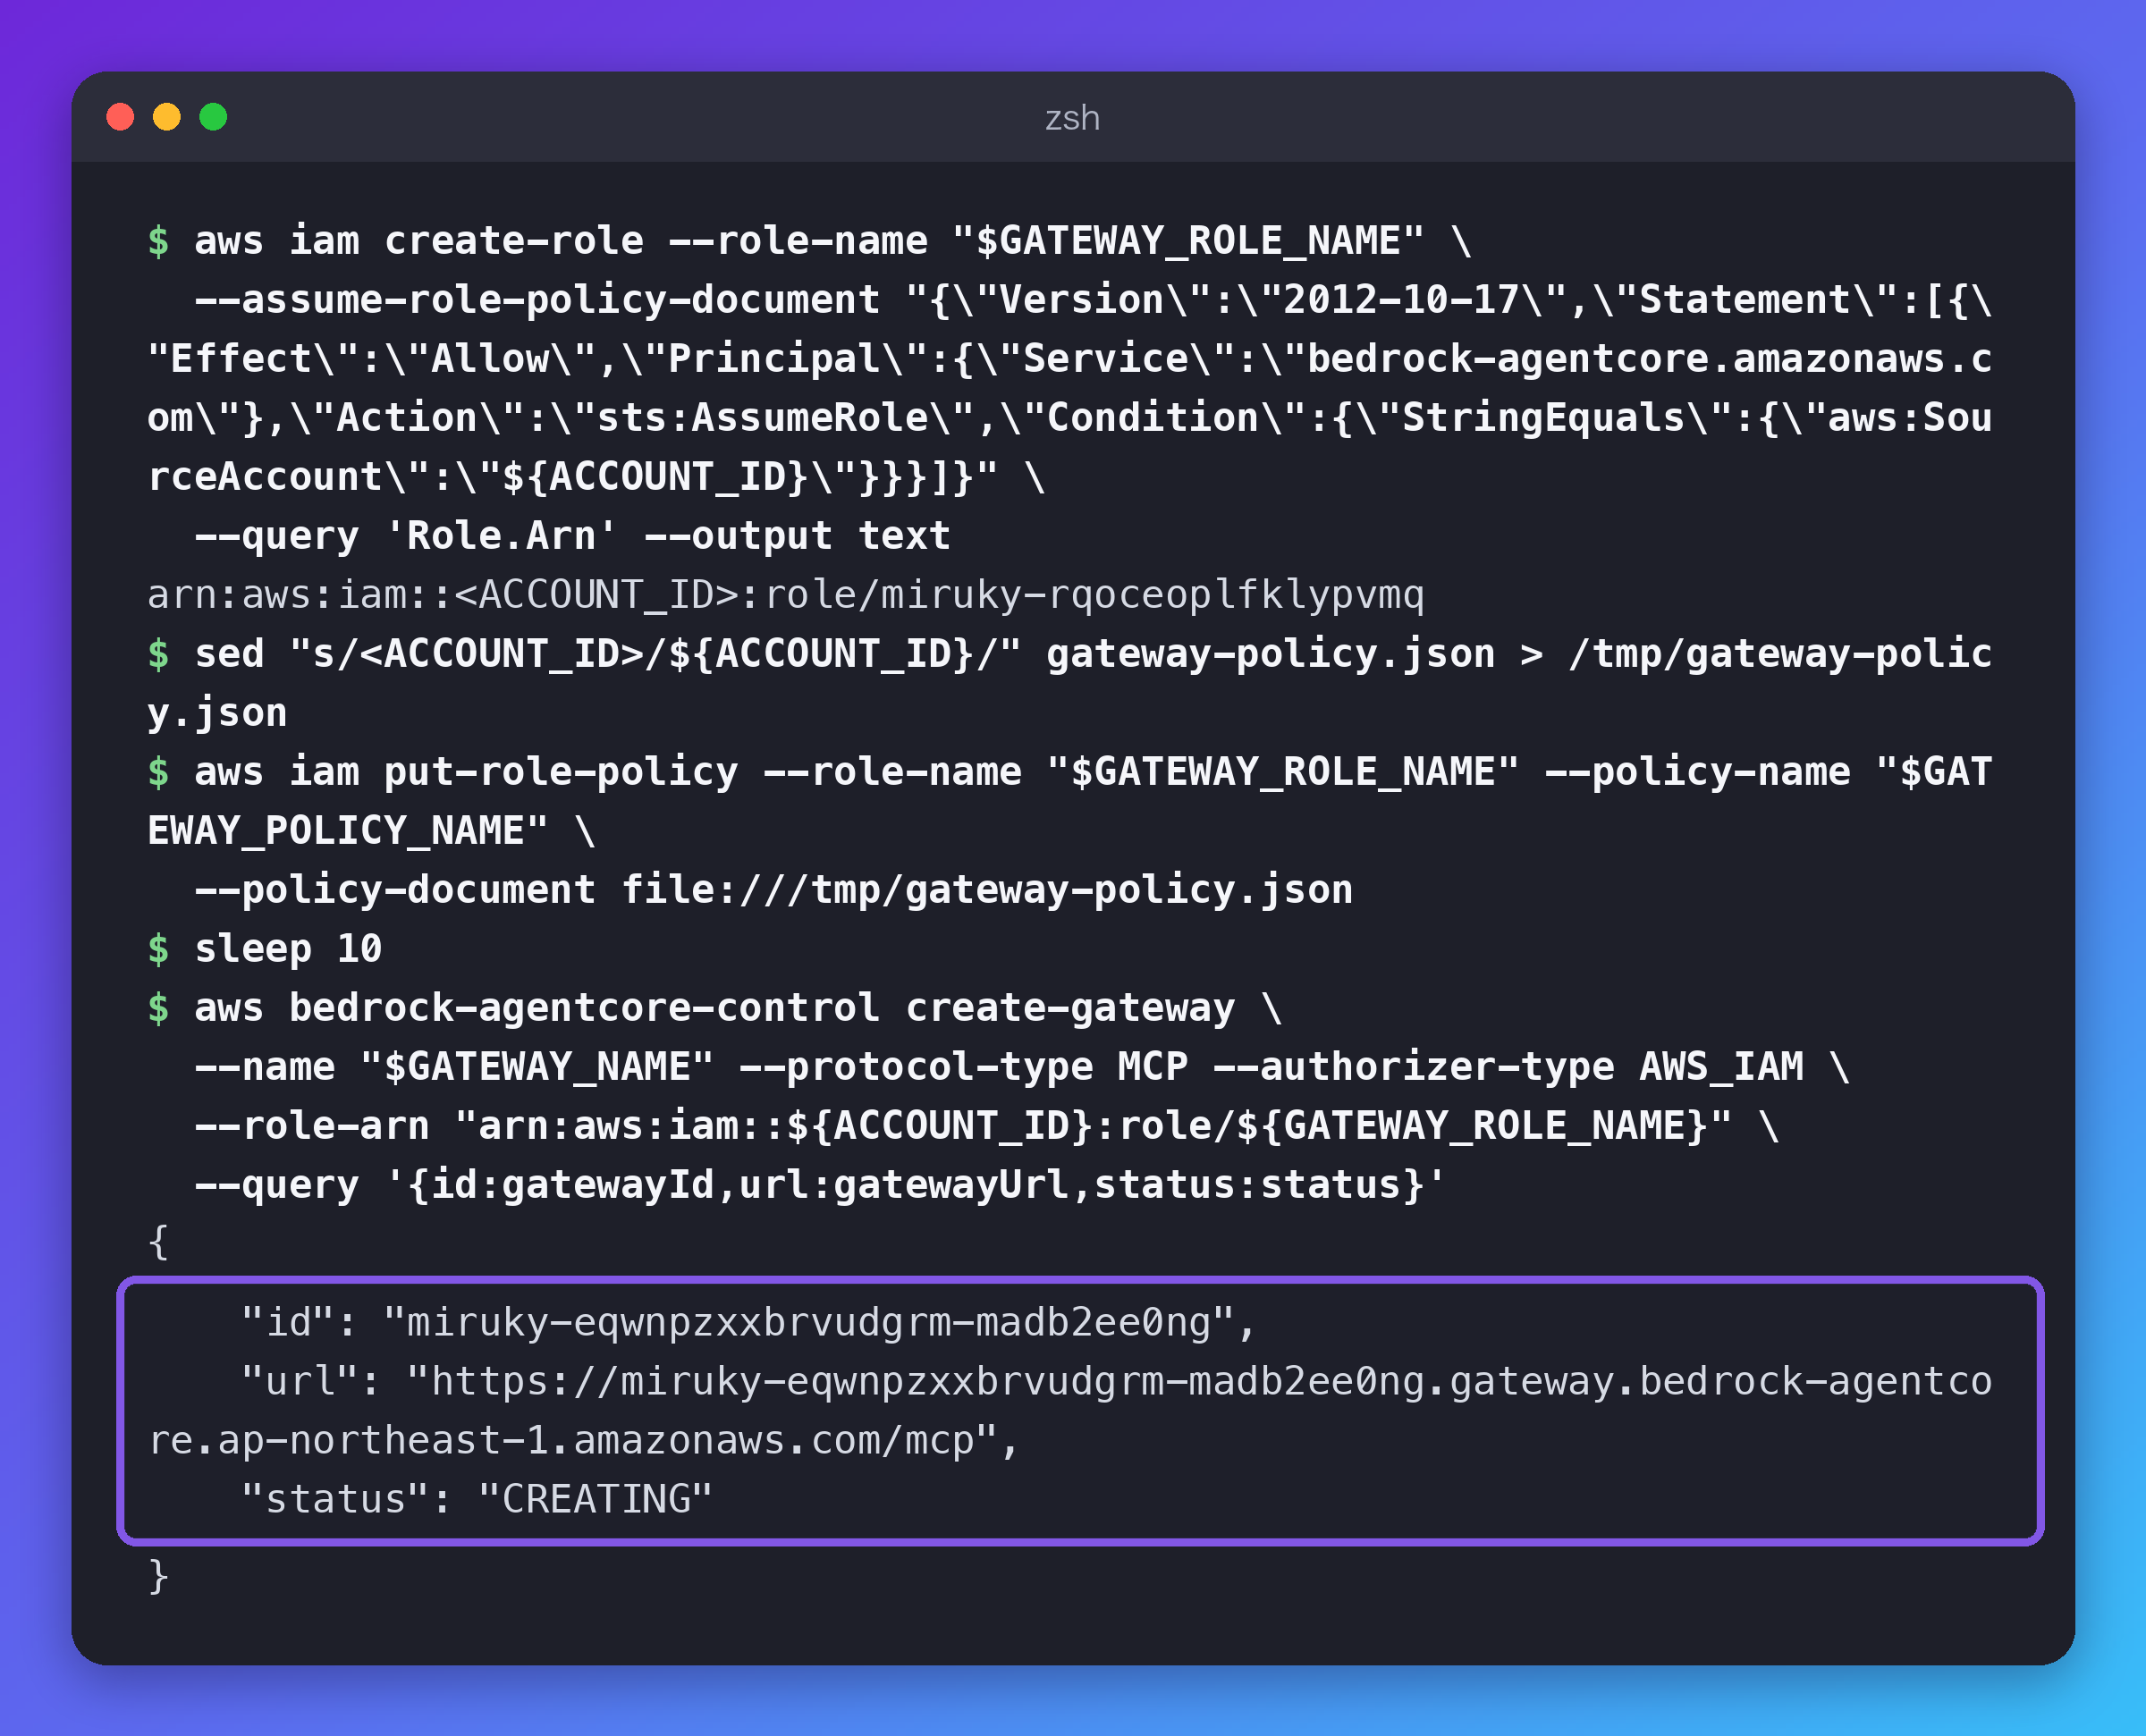 zsh
$ aws iam create-role --role-name "$GATEWAY_ROLE_NAME" \
  --assume-role-policy-document "{\"Version\":\"2012-10-17\",\"Statement\":[{\
"Effect\":\"Allow\",\"Principal\":{\"Service\":\"bedrock-agentcore.amazonaws.c
om\"},\"Action\":\"sts:AssumeRole\",\"Condition\":{\"StringEquals\":{\"aws:Sou
rceAccount\":\"${ACCOUNT_ID}\"}}}]}" \
  --query 'Role.Arn' --output text
arn:aws:iam::<ACCOUNT_ID>:role/miruky-rqoceoplfklypvmq
$ sed "s/<ACCOUNT_ID>/${ACCOUNT_ID}/" gateway-policy.json > /tmp/gateway-polic
y.json
$ aws iam put-role-policy --role-name "$GATEWAY_ROLE_NAME" --policy-name "$GAT
EWAY_POLICY_NAME" \
  --policy-document file:///tmp/gateway-policy.json
$ sleep 10
$ aws bedrock-agentcore-control create-gateway \
  --name "$GATEWAY_NAME" --protocol-type MCP --authorizer-type AWS_IAM \
  --role-arn "arn:aws:iam::${ACCOUNT_ID}:role/${GATEWAY_ROLE_NAME}" \
  --query '{id:gatewayId,url:gatewayUrl,status:status}'
{
    "id": "miruky-eqwnpzxxbrvudgrm-madb2ee0ng",
    "url": "https://miruky-eqwnpzxxbrvudgrm-madb2ee0ng.gateway.bedrock-agentco
re.ap-northeast-1.amazonaws.com/mcp",
    "status": "CREATING"
}